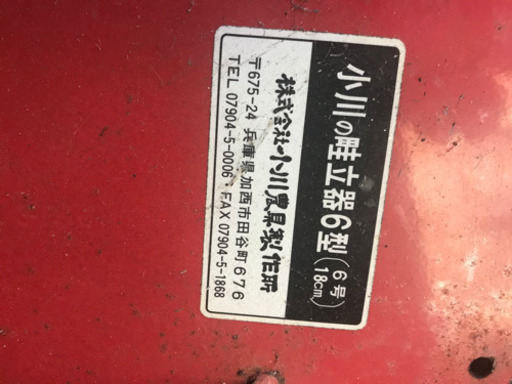 小川の畦立器6型(6号 18cm)
株式会社小川農具製作所
〒675-24 兵庫県加西市田谷町676
TEL 07904-5-0006・FAX 07904-5-1868